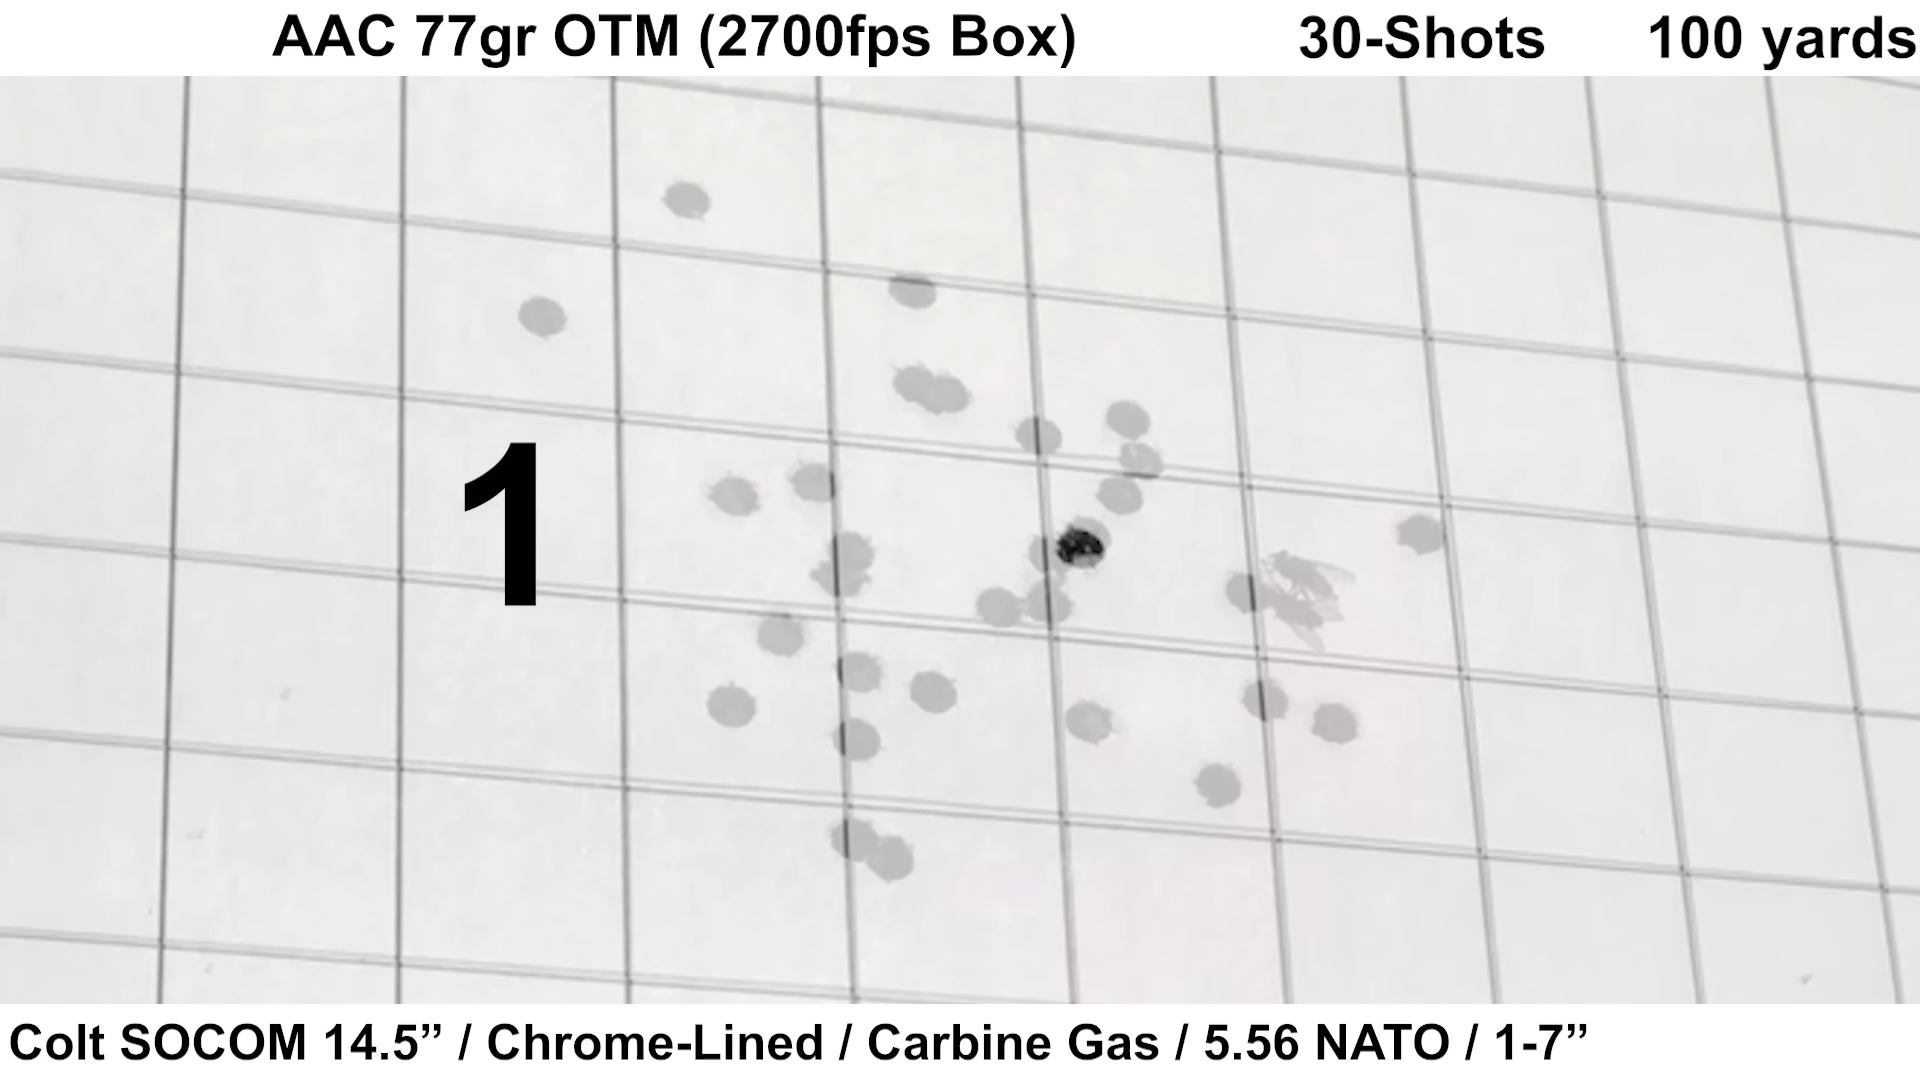 AAC 77gr OTM (2700fps Box) 30-Shots 100 yards
1
Colt SOCOM 14.5” / Chrome-Lined / Carbine Gas / 5.56 NATO / 1-7”